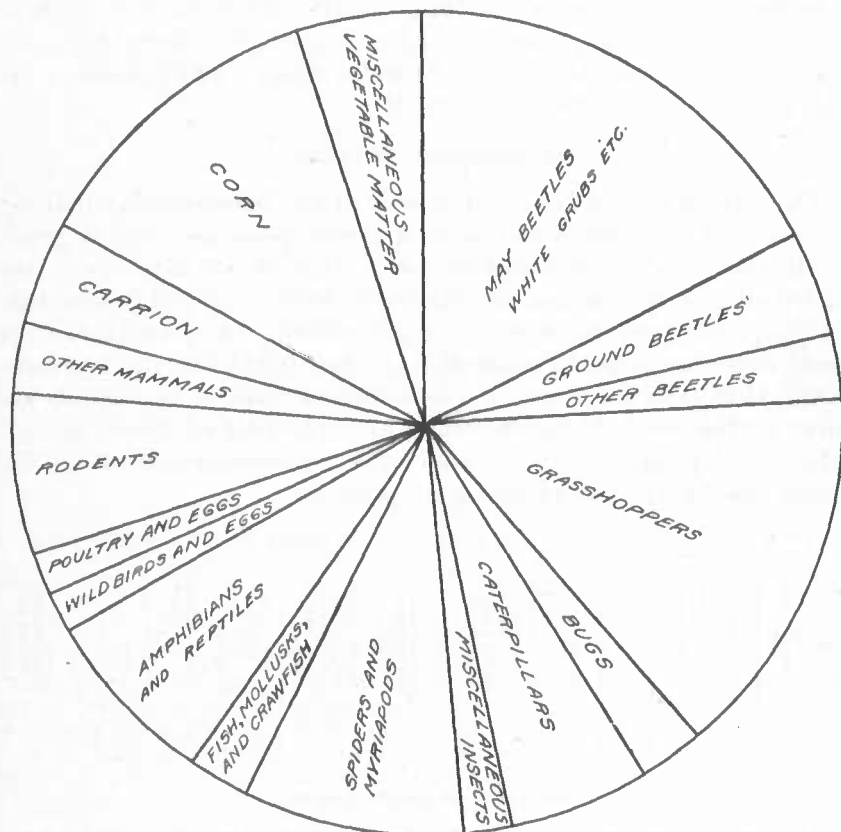 MISCELLANEOUS
VEGETABLE MATTER
MAY BEETLES
WHITE GRUBS ETC.
GROUND BEETLES
OTHER BEETLES
GRASSHOPPERS
BUGS
CATERPILLARS
MISCELLANEOUS
INSECTS
SPIDERS AND
MYRIAPODS
FISH, MOLLUSKS,
AND CRAWFISH
AMPHIBIANS
AND REPTILES
WILD BIRDS AND EGGS
POULTRY AND EGGS
RODENTS
OTHER MAMMALS
CARRION
CORN